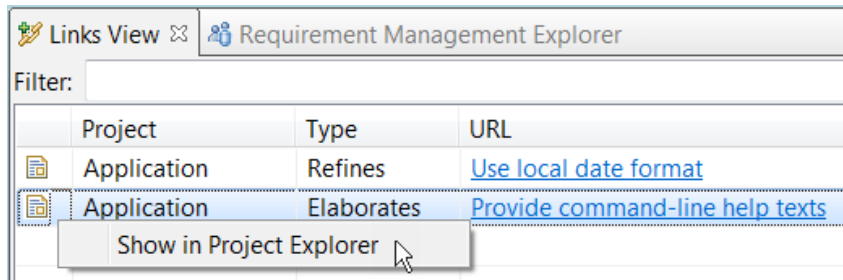 Links View Requirement Management Explorer
Filter:
Project Type URL
Application Refines Use local date format
Application Elaborates Provide command-line help texts
Show in Project Explorer